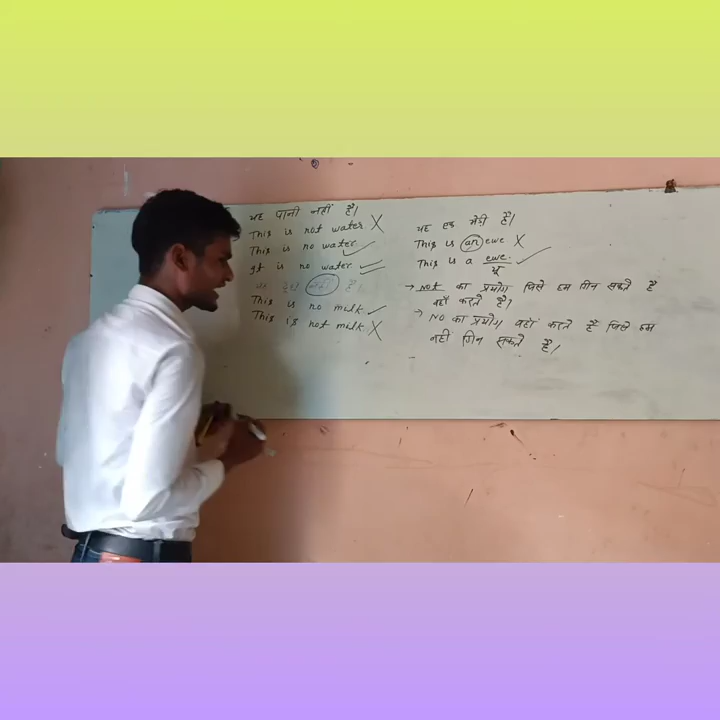 यह पानी नहीं है।
This is not water X
This is no water ✓
It is no water ✓
यह दूध नहीं है।
This is no milk ✓
This is not milk X
यह एक भेड़ी है।
This is an ewe X
This is a ewe. ✓
यू
→ Not का प्रयोग जिसे हम गिन सकते है
वहाँ करते है।
→ No का प्रयोग वहाँ करते हैं जिसे हम
नहीं गिन सकते है।